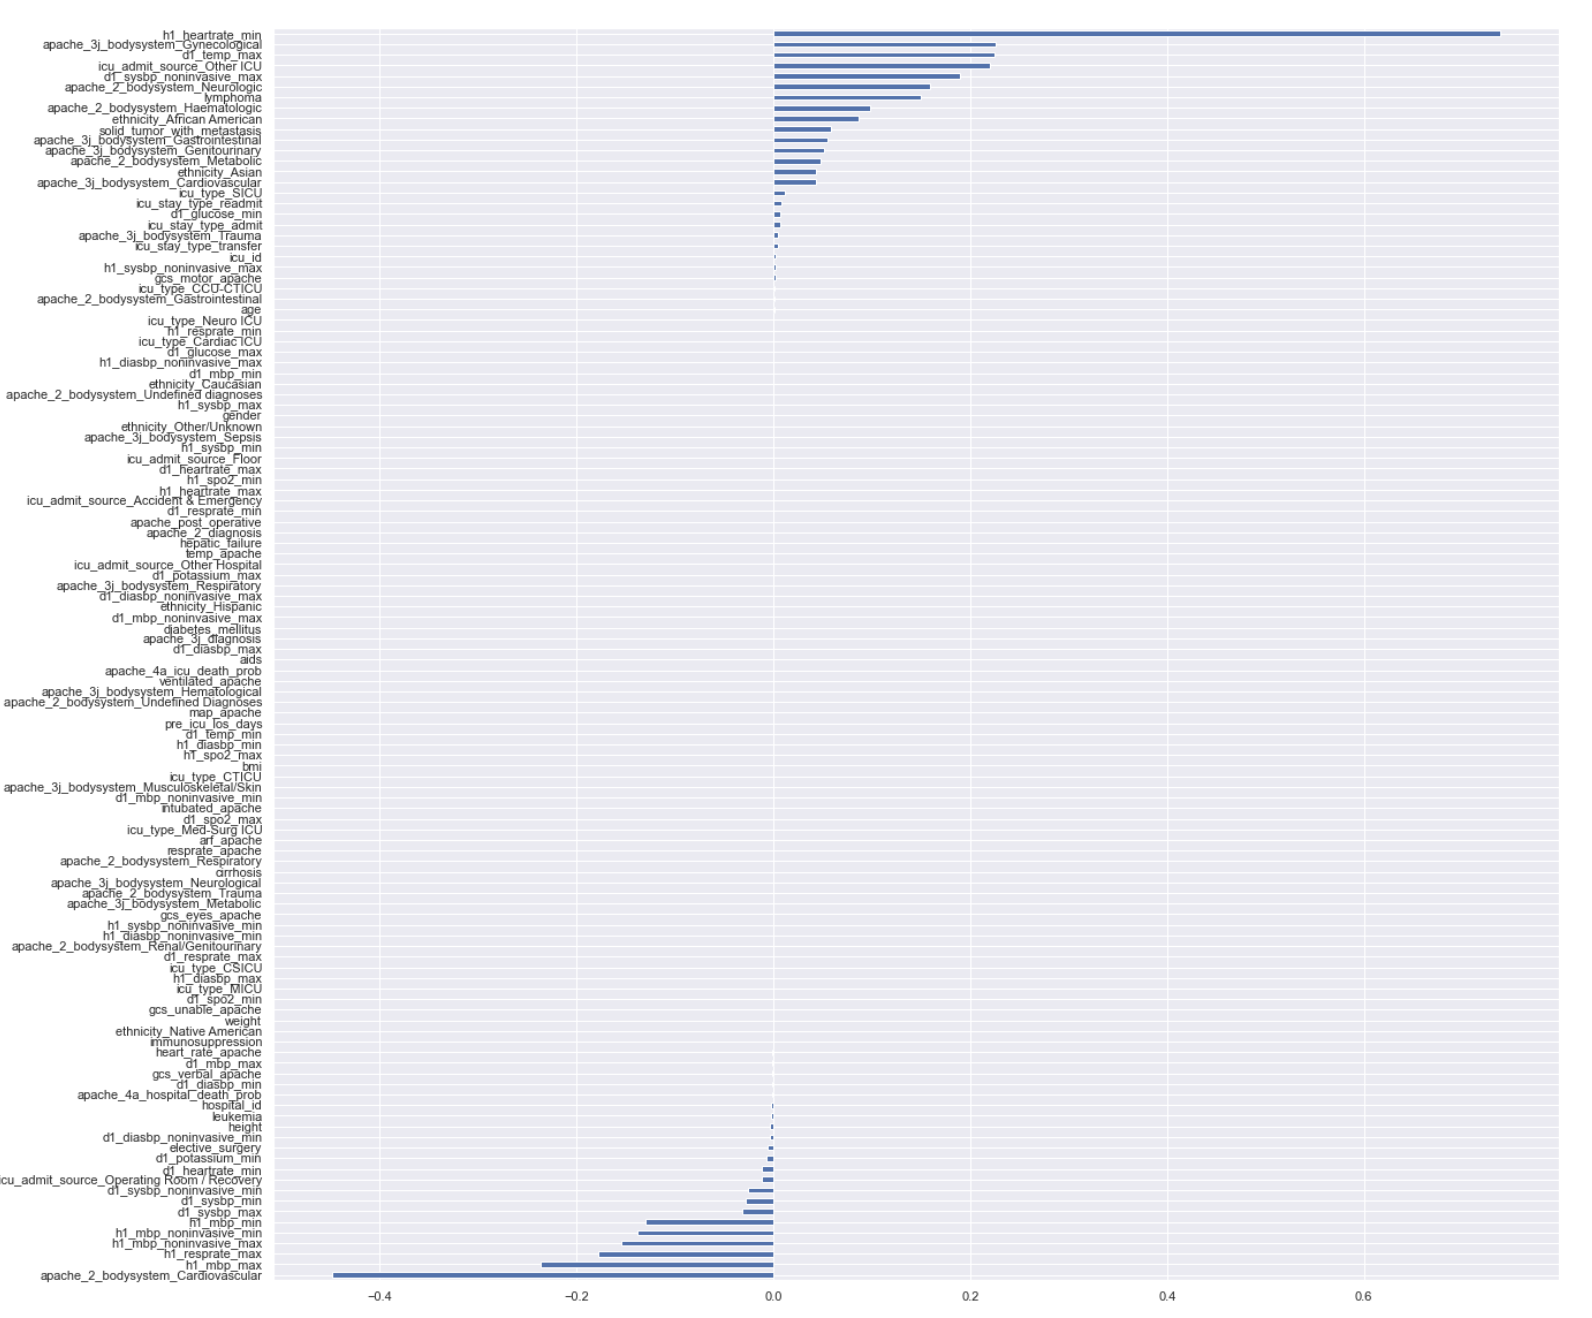 h1_heartrate_min
apache_3j_bodysystem_Gynecological
d1_temp_max
icu_admit_source_Other ICU
d1_sysbp_noninvasive_max
apache_2_bodysystem_Neurologic
lymphoma
apache_2_bodysystem_Haematologic
ethnicity_African American
solid_tumor_with_metastasis
apache_3j_bodysystem_Gastrointestinal
apache_3j_bodysystem_Genitourinary
apache_2_bodysystem_Metabolic
ethnicity_Asian
apache_3j_bodysystem_Cardiovascular
icu_type_SICU
icu_stay_type_readmit
d1_glucose_min
icu_stay_type_admit
apache_3j_bodysystem_Trauma
icu_stay_type_transfer
icu_id
h1_sysbp_noninvasive_max
gcs_motor_apache
icu_type_CCU-CTICU
apache_2_bodysystem_Gastrointestinal
age
icu_type_Neuro ICU
h1_resprate_min
icu_type_Cardiac ICU
d1_glucose_max
h1_diasbp_noninvasive_max
d1_mbp_min
ethnicity_Caucasian
apache_2_bodysystem_Undefined diagnoses
h1_sysbp_max
gender
ethnicity_Other/Unknown
apache_3j_bodysystem_Sepsis
h1_sysbp_min
icu_admit_source_Floor
d1_heartrate_max
h1_spo2_min
h1_heartrate_max
icu_admit_source_Accident & Emergency
d1_resprate_min
apache_post_operative
apache_2_diagnosis
hepatic_failure
temp_apache
icu_admit_source_Other Hospital
d1_potassium_max
apache_3j_bodysystem_Respiratory
d1_diasbp_noninvasive_max
ethnicity_Hispanic
d1_mbp_noninvasive_max
diabetes_mellitus
apache_3j_diagnosis
d1_diasbp_max
aids
apache_4a_icu_death_prob
ventilated_apache
apache_3j_bodysystem_Hematological
apache_2_bodysystem_Undefined Diagnoses
map_apache
pre_icu_los_days
d1_temp_min
h1_diasbp_min
h1_spo2_max
bmi
icu_type_CTICU
apache_3j_bodysystem_Musculoskeletal/Skin
d1_mbp_noninvasive_min
intubated_apache
d1_spo2_max
icu_type_Med-Surg ICU
arf_apache
resprate_apache
apache_2_bodysystem_Respiratory
cirrhosis
apache_3j_bodysystem_Neurological
apache_2_bodysystem_Trauma
apache_3j_bodysystem_Metabolic
gcs_eyes_apache
h1_sysbp_noninvasive_min
h1_diasbp_noninvasive_min
apache_2_bodysystem_Renal/Genitourinary
d1_resprate_max
icu_type_CSICU
h1_diasbp_max
icu_type_MICU
d1_spo2_min
gcs_unable_apache
weight
ethnicity_Native American
immunosuppression
heart_rate_apache
d1_mbp_max
gcs_verbal_apache
d1_diasbp_min
apache_4a_hospital_death_prob
hospital_id
leukemia
height
d1_diasbp_noninvasive_min
elective_surgery
d1_potassium_min
d1_heartrate_min
icu_admit_source_Operating Room / Recovery
d1_sysbp_noninvasive_min
d1_sysbp_min
d1_sysbp_max
h1_mbp_min
h1_mbp_noninvasive_min
h1_mbp_noninvasive_max
h1_resprate_max
h1_mbp_max
apache_2_bodysystem_Cardiovascular
−0.4 −0.2 0.0 0.2 0.4 0.6